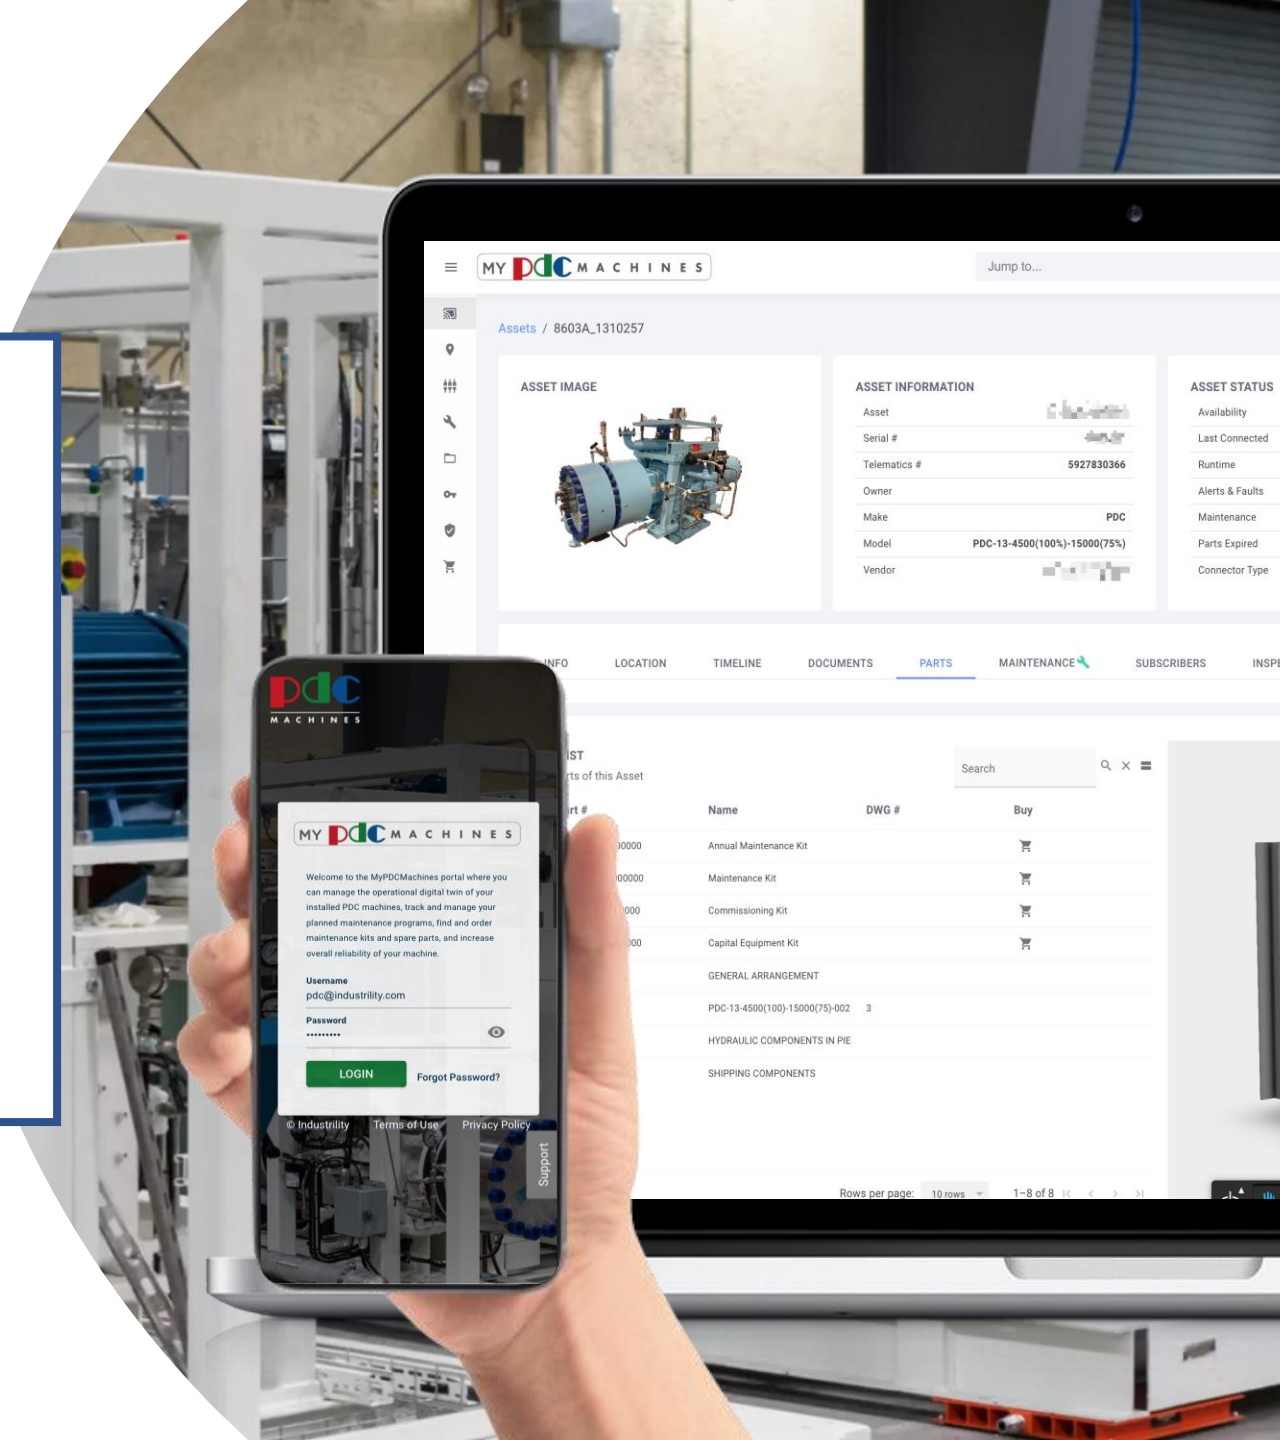 MY pdc MACHINES
Jump to...
Assets / 8603A_1310257
ASSET IMAGE
ASSET INFORMATION
Asset
Serial #
Telematics # 5927830366
Owner
Make PDC
Model PDC-13-4500(100%)-15000(75%)
Vendor
ASSET STATUS
Availability
Last Connected
Runtime
Alerts & Faults
Maintenance
Parts Expired
Connector Type
INFO LOCATION TIMELINE DOCUMENTS PARTS MAINTENANCE SUBSCRIBERS INSPE
IST
rts of this Asset
Search
rt # Name DWG # Buy
00000 Annual Maintenance Kit
00000 Maintenance Kit
000 Commissioning Kit
000 Capital Equipment Kit
GENERAL ARRANGEMENT
PDC-13-4500(100)-15000(75)-002 3
HYDRAULIC COMPONENTS IN PIE
SHIPPING COMPONENTS
Rows per page: 10 rows 1-8 of 8
pdc
MACHINES
MY pdc MACHINES
Welcome to the MyPDCMachines portal where you
can manage the operational digital twin of your
installed PDC machines, track and manage your
planned maintenance programs, find and order
maintenance kits and spare parts, and increase
overall reliability of your machine.
Username
pdc@industrility.com
Password
•••••••••
LOGIN Forgot Password?
© Industrility Terms of Use Privacy Policy
Support